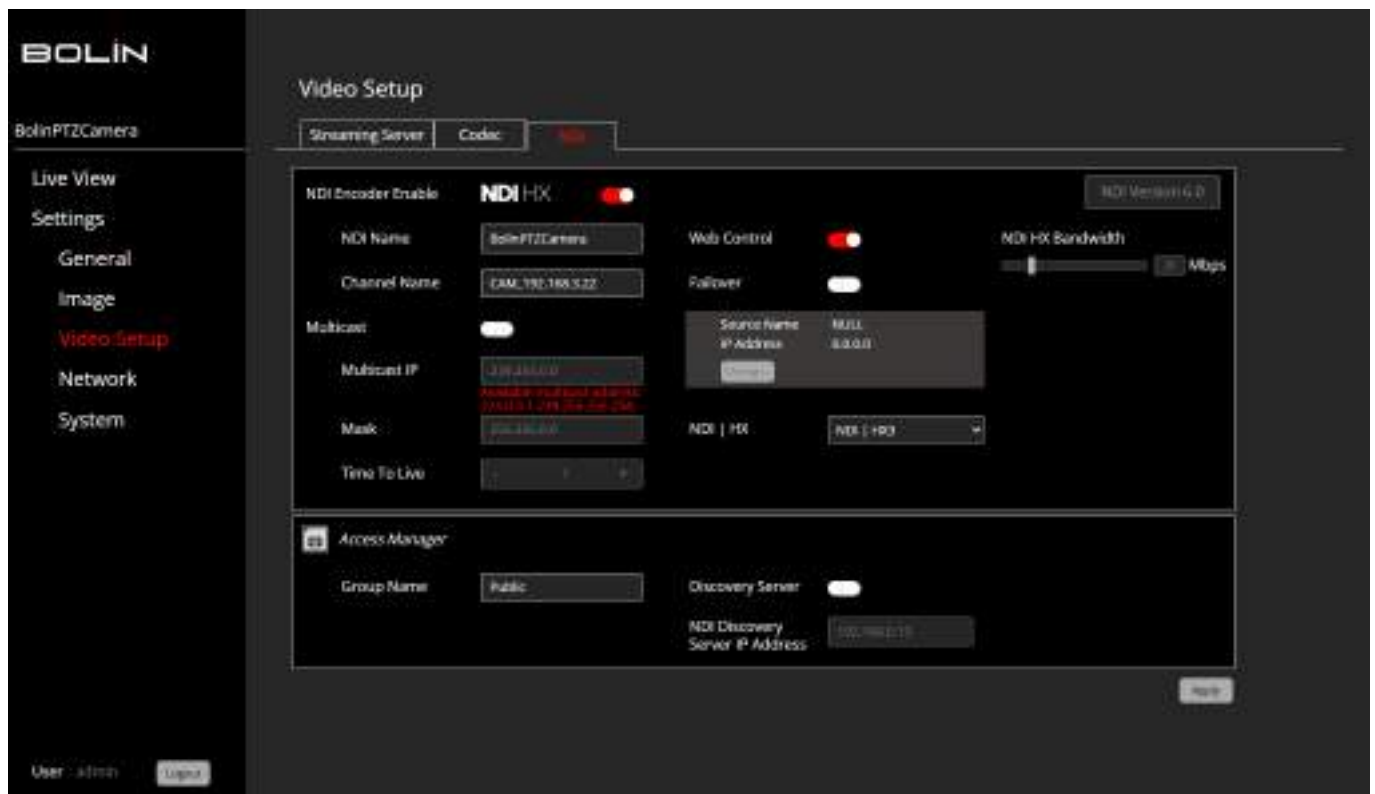 BOLIN
BolinPTZCamera
Live View
Settings
General
Image
Video Setup
Network
System
User admin Logout
Video Setup
Streaming Server Codec NDI
NDI Encoder Enable NDI HX NDI Version 6.0
NDI Name BolinPTZCamera Web Control NDI HX Bandwidth
Mbps
Channel Name CAM_192.168.3.22 Failover
Multicast Source Name NULL
IP Address 0.0.0.0
Multicast IP
Mask NDI | HX NDI | HX3
Time To Live - +
Access Manager
Group Name Public Discovery Server
NDI Discovery
Server IP Address
Apply